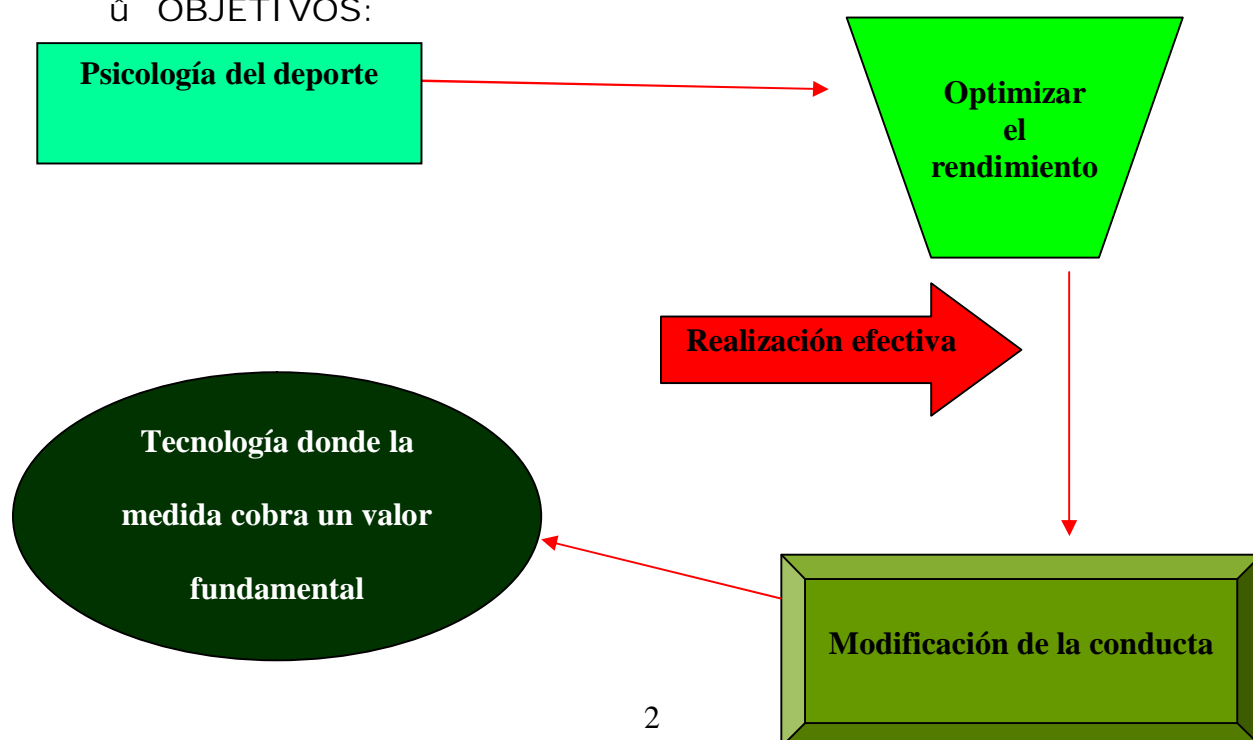 û OBJETIVOS:
Psicología del deporte
Optimizar
el
rendimiento
Realización efectiva
Tecnología donde la
medida cobra un valor
fundamental
Modificación de la conducta
2